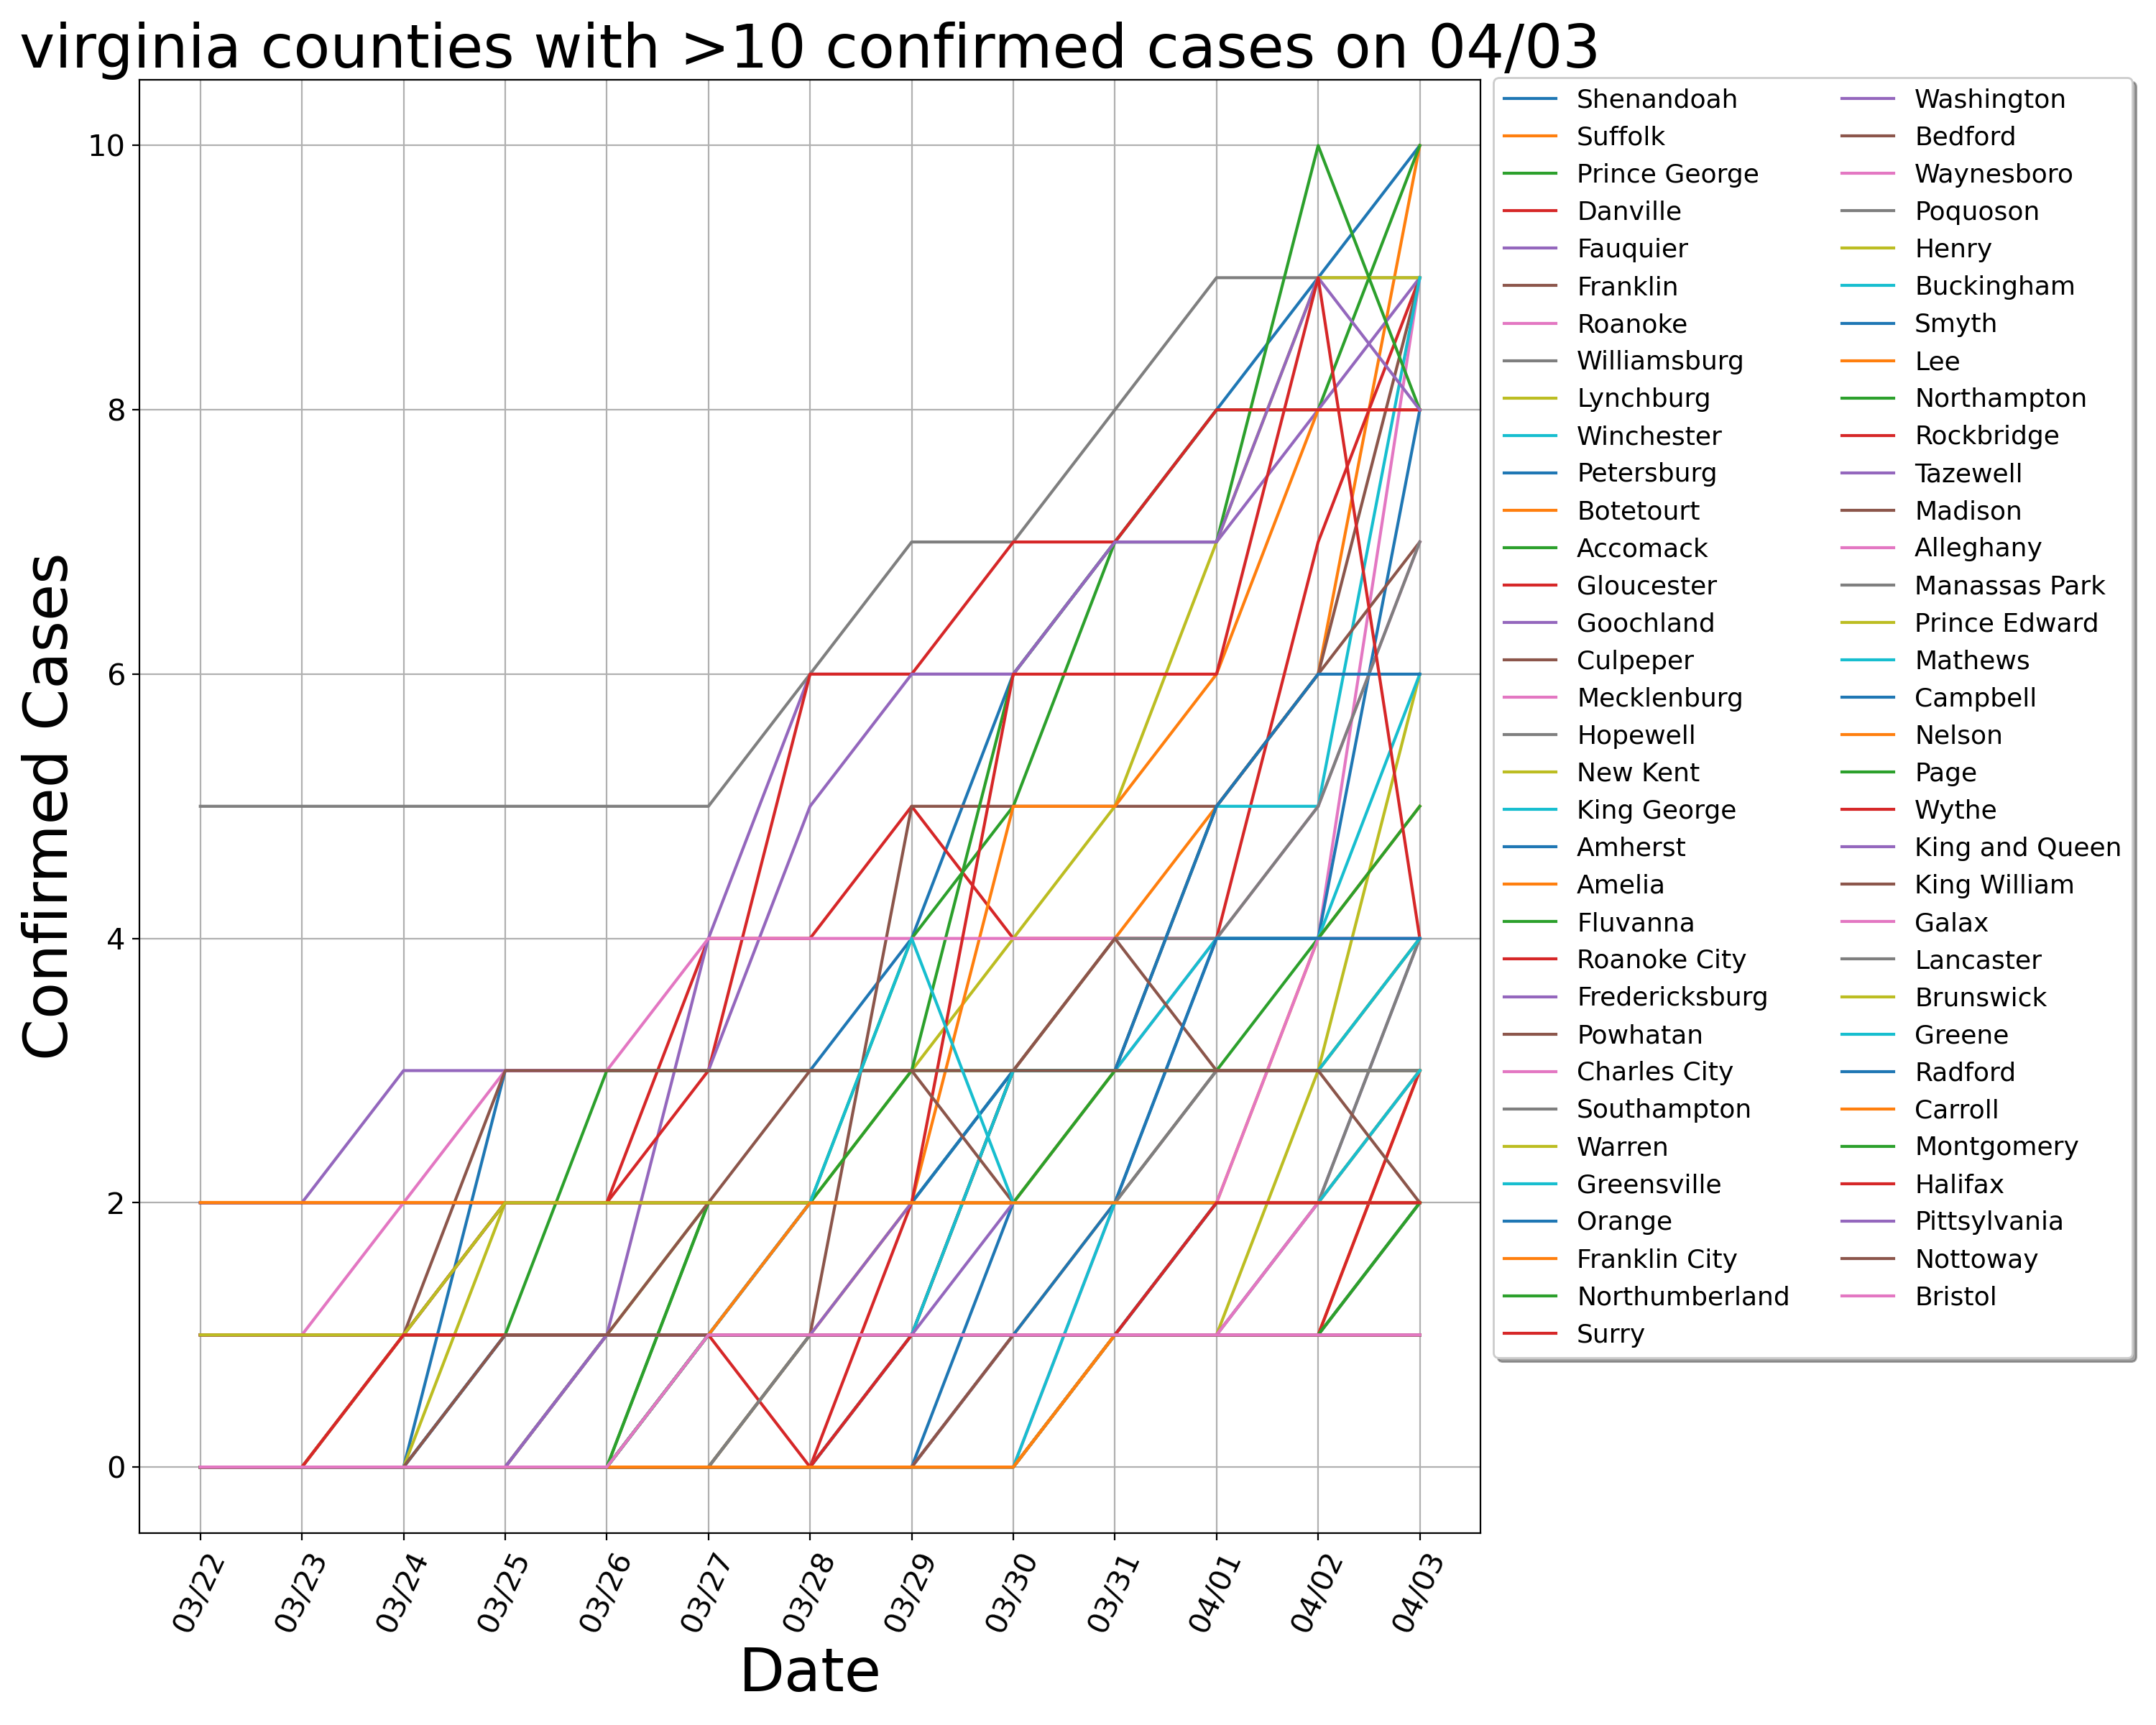 virginia counties with >10 confirmed cases on 04/03
Confirmed Cases
10
8
6
4
2
0
03/22
03/23
03/24
03/25
03/26
03/27
03/28
03/29
03/30
03/31
04/01
04/02
04/03
Date
Shenandoah
Suffolk
Prince George
Danville
Fauquier
Franklin
Roanoke
Williamsburg
Lynchburg
Winchester
Petersburg
Botetourt
Accomack
Gloucester
Goochland
Culpeper
Mecklenburg
Hopewell
New Kent
King George
Amherst
Amelia
Fluvanna
Roanoke City
Fredericksburg
Powhatan
Charles City
Southampton
Warren
Greensville
Orange
Franklin City
Northumberland
Surry
Washington
Bedford
Waynesboro
Poquoson
Henry
Buckingham
Smyth
Lee
Northampton
Rockbridge
Tazewell
Madison
Alleghany
Manassas Park
Prince Edward
Mathews
Campbell
Nelson
Page
Wythe
King and Queen
King William
Galax
Lancaster
Brunswick
Greene
Radford
Carroll
Montgomery
Halifax
Pittsylvania
Nottoway
Bristol